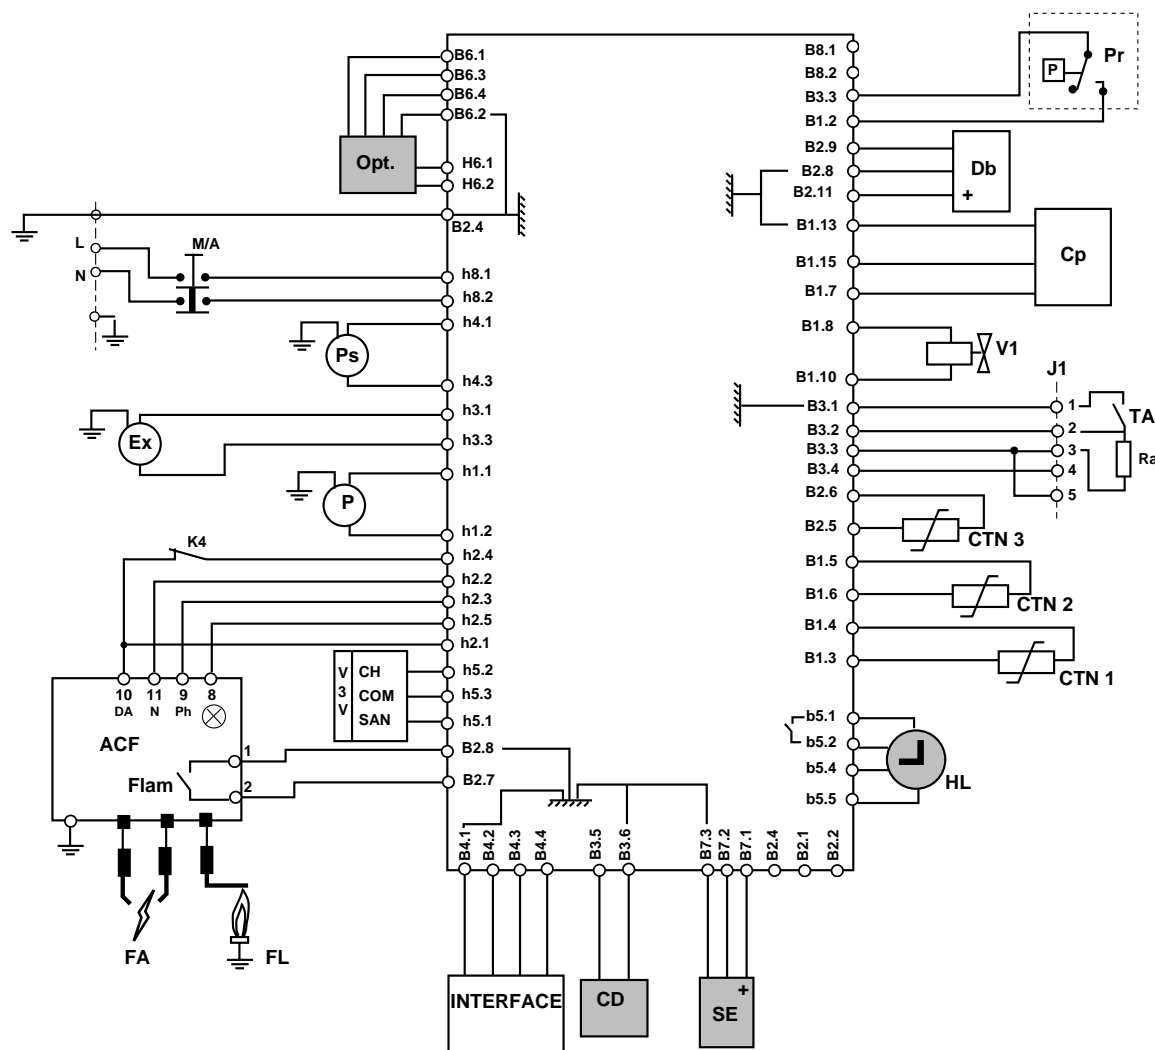 B6.1
B6.3
B6.4
B6.2
Opt.
H6.1
H6.2
B2.4
L
N
M/A
h8.1
h8.2
h4.1
Ps
h4.3
h3.1
Ex
h3.3
h1.1
P
h1.2
K4
h2.4
h2.2
h2.3
h2.5
h2.1
V
3
V
CH
COM
SAN
h5.2
h5.3
h5.1
10
11
9
8
DA
N
Ph
ACF
Flam
1
2
B2.8
B2.7
FA
FL
B8.1
B8.2
B3.3
B1.2
P
Pr
B2.9
B2.8
B2.11
Db
+
B1.13
B1.15
B1.7
Cp
B1.8
B1.10
V1
J1
B3.1
B3.2
B3.3
B3.4
1
2
3
4
5
TA
Ra
B2.6
B2.5
CTN 3
B1.5
B1.6
CTN 2
B1.4
B1.3
CTN 1
b5.1
b5.2
b5.4
b5.5
HL
B4.1
B4.2
B4.3
B4.4
B3.5
B3.6
B7.3
B7.2
B7.1
B2.4
B2.1
B2.2
INTERFACE
CD
+
SE